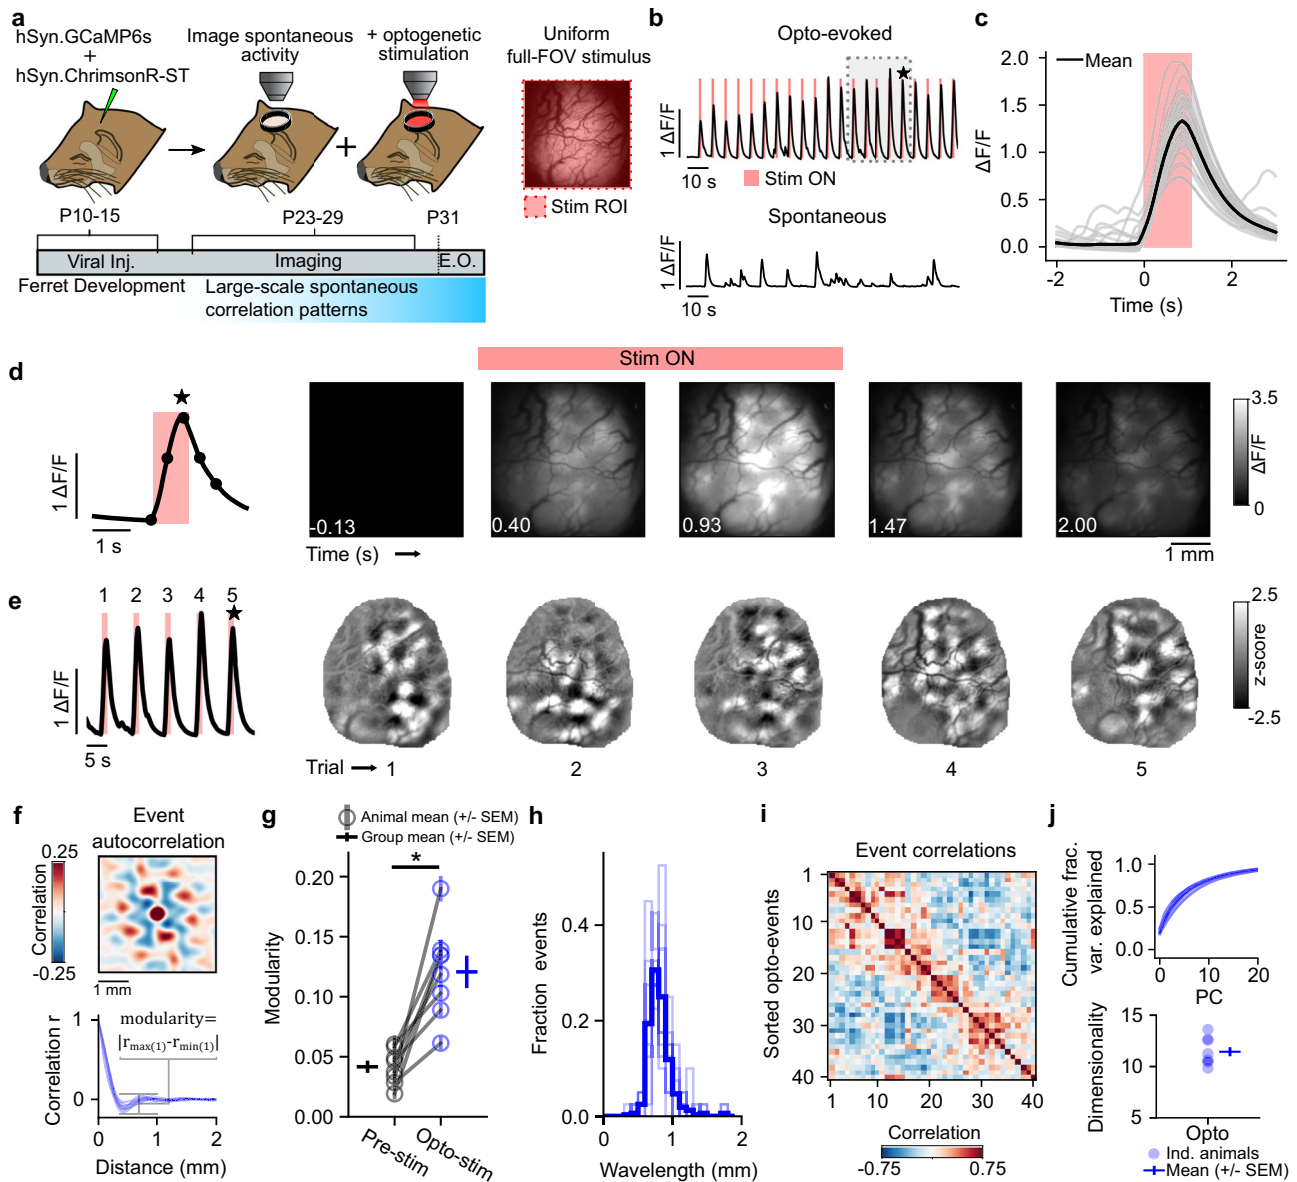 a
hSyn.GCaMP6s
+
hSyn.ChrimsonR-ST
Image spontaneous
activity
+ optogenetic
stimulation
+
Uniform
full-FOV stimulus
Stim ROI
P10-15
P23-29
P31
Viral Inj.
Imaging
E.O.
Ferret Development
Large-scale spontaneous
correlation patterns
b
Opto-evoked
1 ΔF/F
10 s
Stim ON
Spontaneous
1 ΔF/F
10 s
c
Mean
ΔF/F
2.0
1.5
1.0
0.5
0.0
-2
0
2
Time (s)
d
1 ΔF/F
1 s
Stim ON
-0.13
0.40
0.93
1.47
2.00
Time (s)
1 mm
3.5
ΔF/F
0
e
1 2 3 4 5
1 ΔF/F
5 s
Trial
1
2
3
4
5
2.5
z-score
-2.5
f
Event
autocorrelation
0.25
Correlation
-0.25
1 mm
1
Correlation r
0
modularity=
|rmax(1)-rmin(1)|
0
1
2
Distance (mm)
g
Animal mean (+/- SEM)
Group mean (+/- SEM)
*
Modularity
0.20
0.15
0.10
0.05
0.00
Pre-stim
Opto-stim
h
Fraction events
0.4
0.2
0.0
0
1
2
Wavelength (mm)
i
Event correlations
Sorted opto-events
1
10
20
30
40
1
10
20
30
40
Correlation
-0.75
0.75
j
Cumulative frac.
var. explained
1.0
0.5
0.0
0
10
20
PC
Dimensionality
15
10
5
Opto
Ind. animals
Mean (+/- SEM)